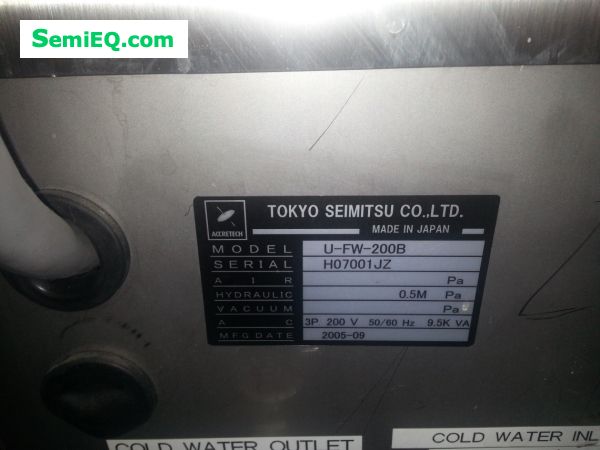 SemiEQ.com
TOKYO SEIMITSU CO.,LTD.
ACCRETECH
MADE IN JAPAN
MODEL U-FW-200B
SERIAL H07001JZ
AIR Pa
HYDRAULIC 0.5M Pa
VACUUM Pa
AC 3P 200 V 50/60 Hz 9.5K VA
MFG DATE 2005-09
COLD WATER OUTLET
COLD WATER INL